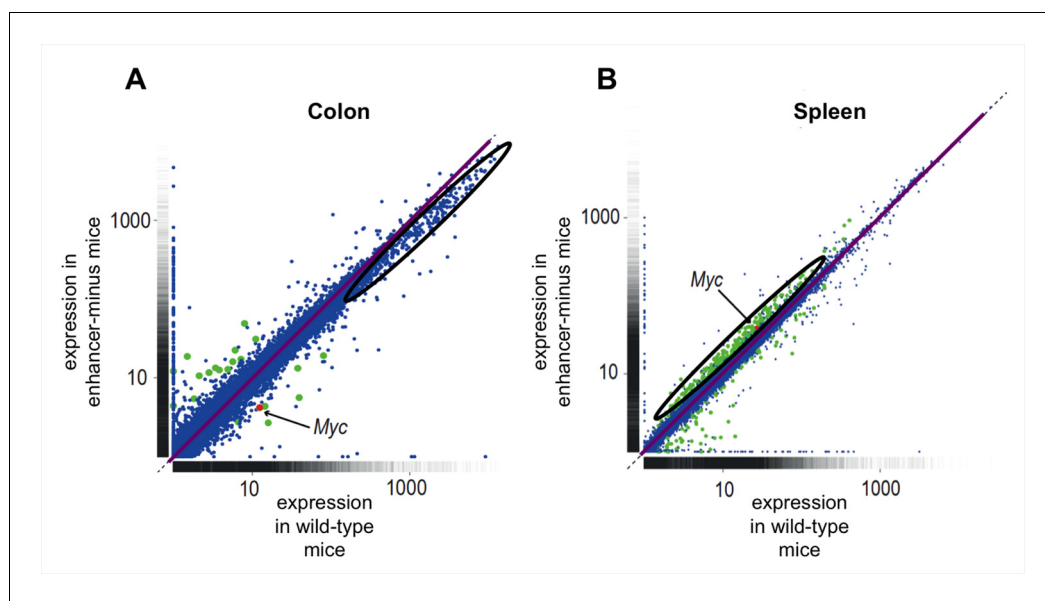 A
Colon
expression in
enhancer-minus mice
1000
10
Myc
10
1000
expression
in wild-type
mice
B
Spleen
expression in
enhancer-minus mice
1000
10
Myc
10
1000
expression
in wild-type
mice